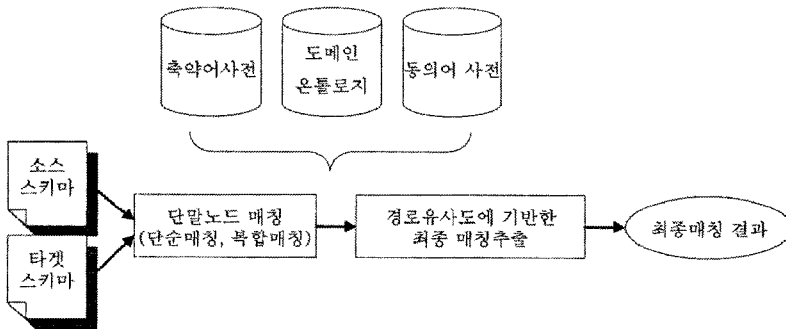 축약어사전
도메인
온톨로지
동의어 사전
소스
스키마
타겟
스키마
단말노드 매칭
(단순매칭, 복합매칭)
경로유사도에 기반한
최종 매칭추출
최종매칭 결과